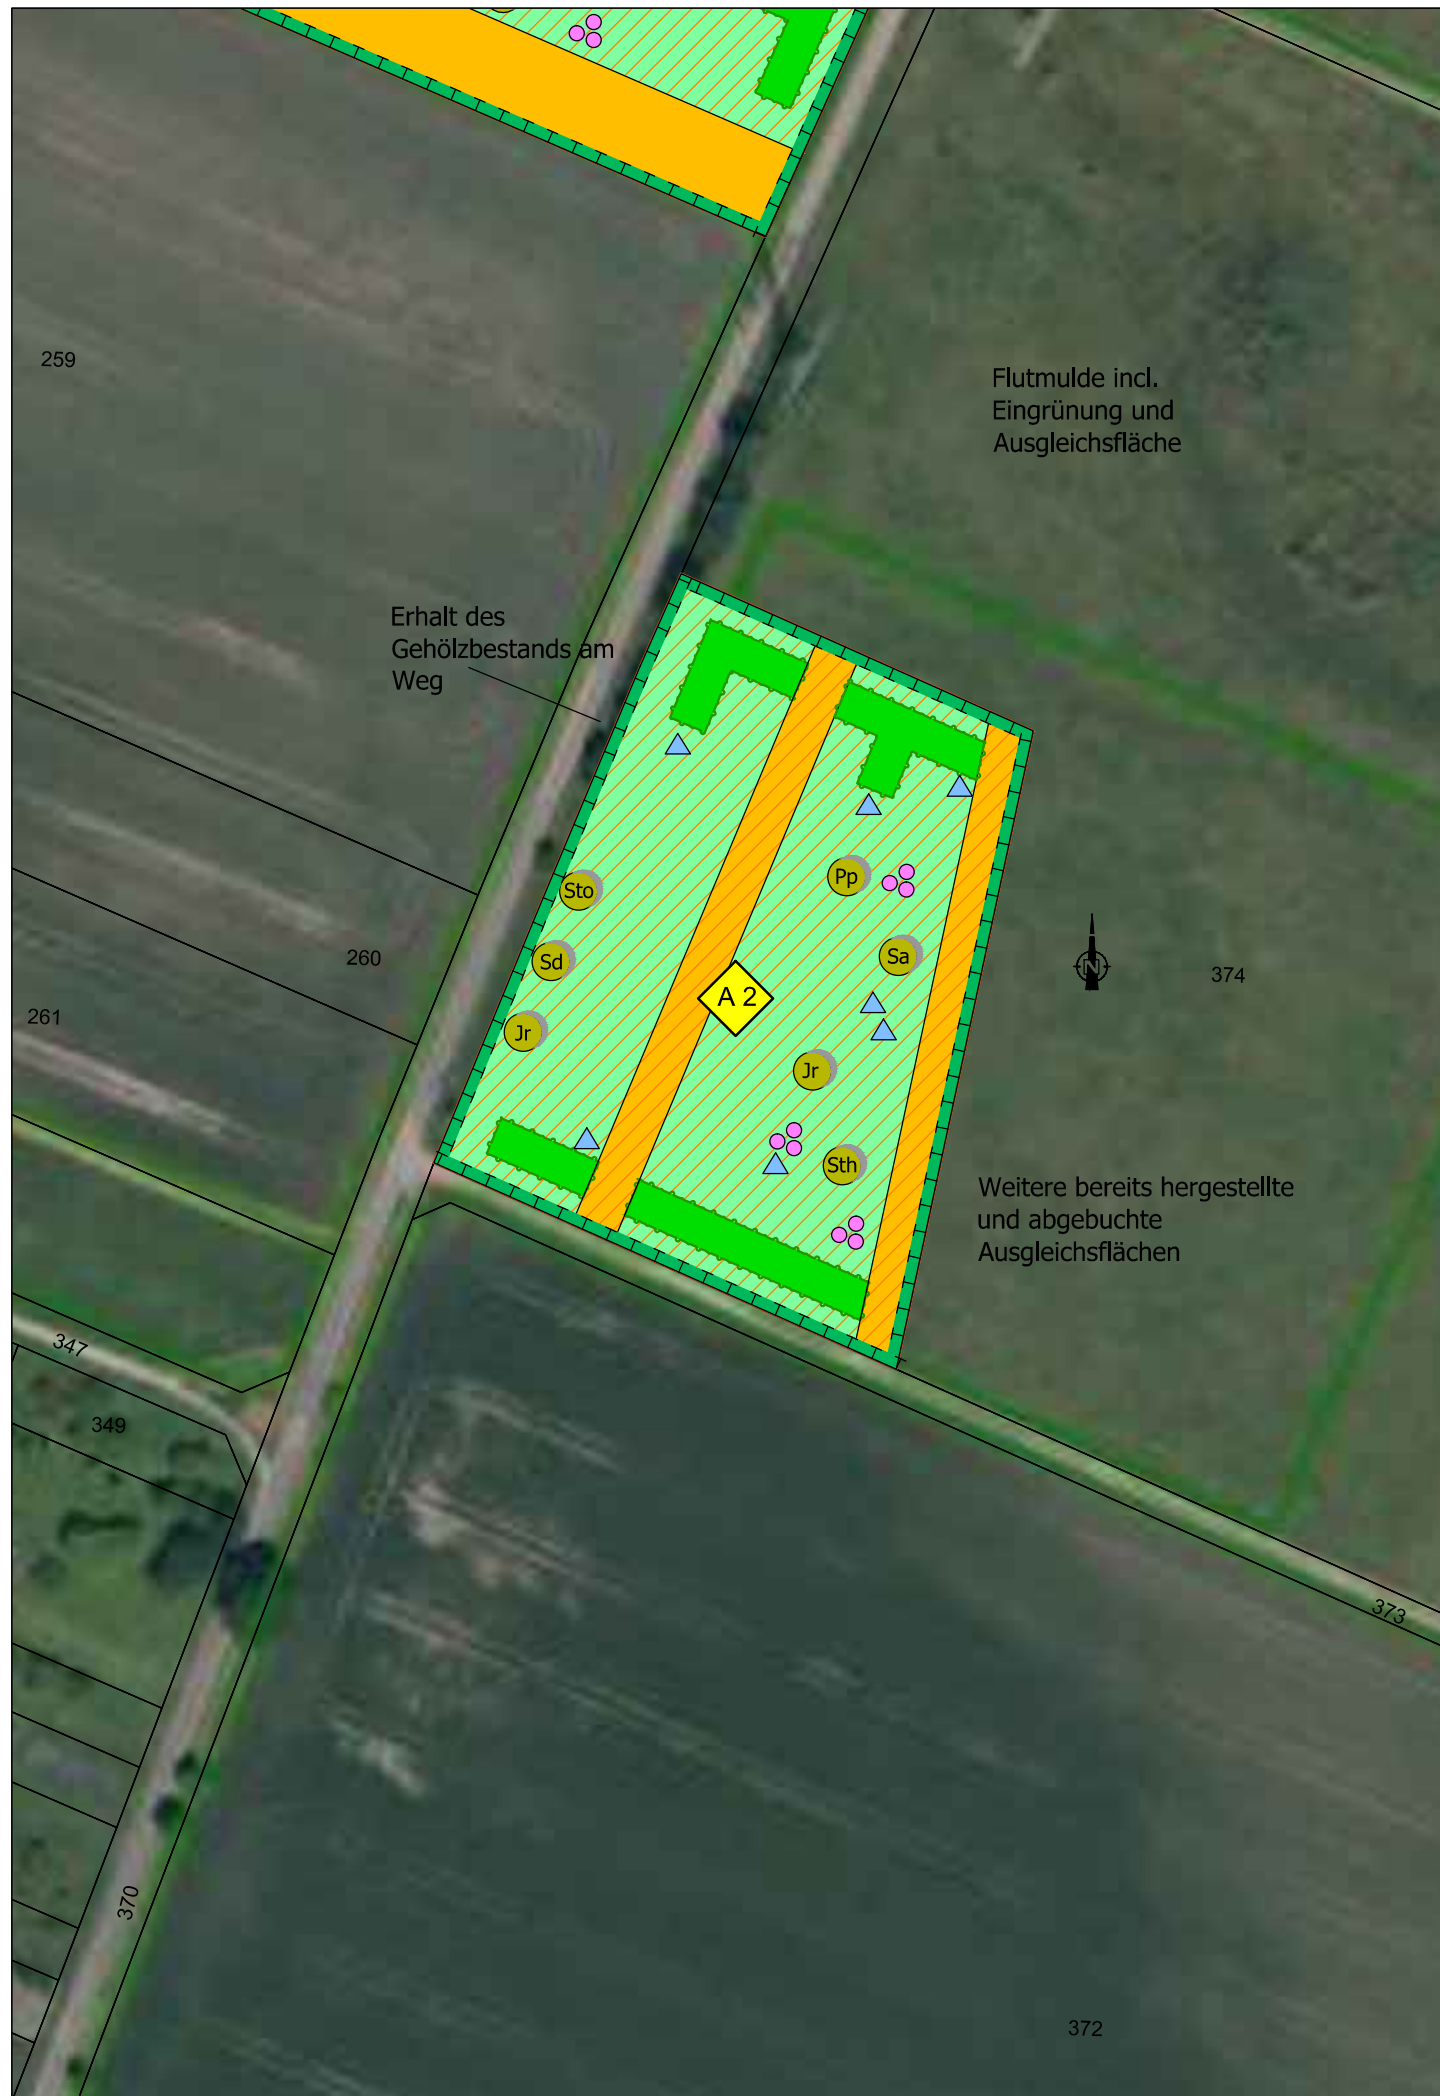 259
Flutmulde incl.
Eingrünung und
Ausgleichsfläche
Erhalt des
Gehölzbestands am
Weg
Pp
Sto
Sa
260
Sd
N
374
A 2
261
Jr
Jr
Sth
Weitere bereits hergestellte
und abgebuchte
Ausgleichsflächen
347
349
373
370
372